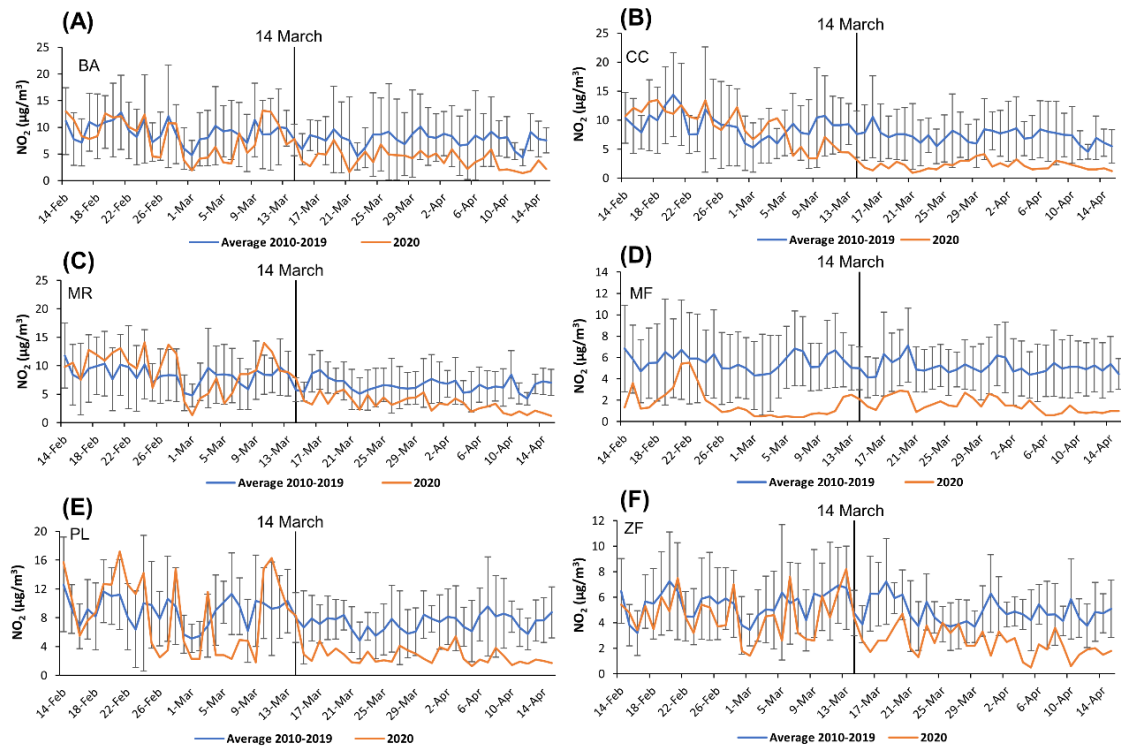 (A)
14 March
BA
NO₂ (µg/m³)
25
20
15
10
5
0
14-Feb 18-Feb 22-Feb 26-Feb 1-Mar 5-Mar 9-Mar 13-Mar 17-Mar 21-Mar 25-Mar 29-Mar 2-Apr 6-Apr 10-Apr 14-Apr
Average 2010-2019 2020
(B)
14 March
CC
NO₂ (µg/m³)
25
20
15
10
5
0
14-Feb 18-Feb 22-Feb 26-Feb 1-Mar 5-Mar 9-Mar 13-Mar 17-Mar 21-Mar 25-Mar 29-Mar 2-Apr 6-Apr 10-Apr 14-Apr
Average 2010-2019 2020
(C)
14 March
MR
NO₂ (µg/m³)
25
20
15
10
5
0
14-Feb 18-Feb 22-Feb 26-Feb 1-Mar 5-Mar 9-Mar 13-Mar 17-Mar 21-Mar 25-Mar 29-Mar 2-Apr 6-Apr 10-Apr 14-Apr
Average 2010-2019 2020
(D)
14 March
MF
NO₂ (µg/m³)
14
12
10
8
6
4
2
0
14-Feb 18-Feb 22-Feb 26-Feb 1-Mar 5-Mar 9-Mar 13-Mar 17-Mar 21-Mar 25-Mar 29-Mar 2-Apr 6-Apr 10-Apr 14-Apr
Average 2010-2019 2020
(E)
14 March
PL
NO₂ (µg/m³)
20
16
12
8
4
0
14-Feb 18-Feb 22-Feb 26-Feb 1-Mar 5-Mar 9-Mar 13-Mar 17-Mar 21-Mar 25-Mar 29-Mar 2-Apr 6-Apr 10-Apr 14-Apr
Average 2010-2019 2020
(F)
14 March
ZF
NO₂ (µg/m³)
12
10
8
6
4
2
0
14-Feb 18-Feb 22-Feb 26-Feb 1-Mar 5-Mar 9-Mar 13-Mar 17-Mar 21-Mar 25-Mar 29-Mar 2-Apr 6-Apr 10-Apr 14-Apr
Average 2010-2019 2020